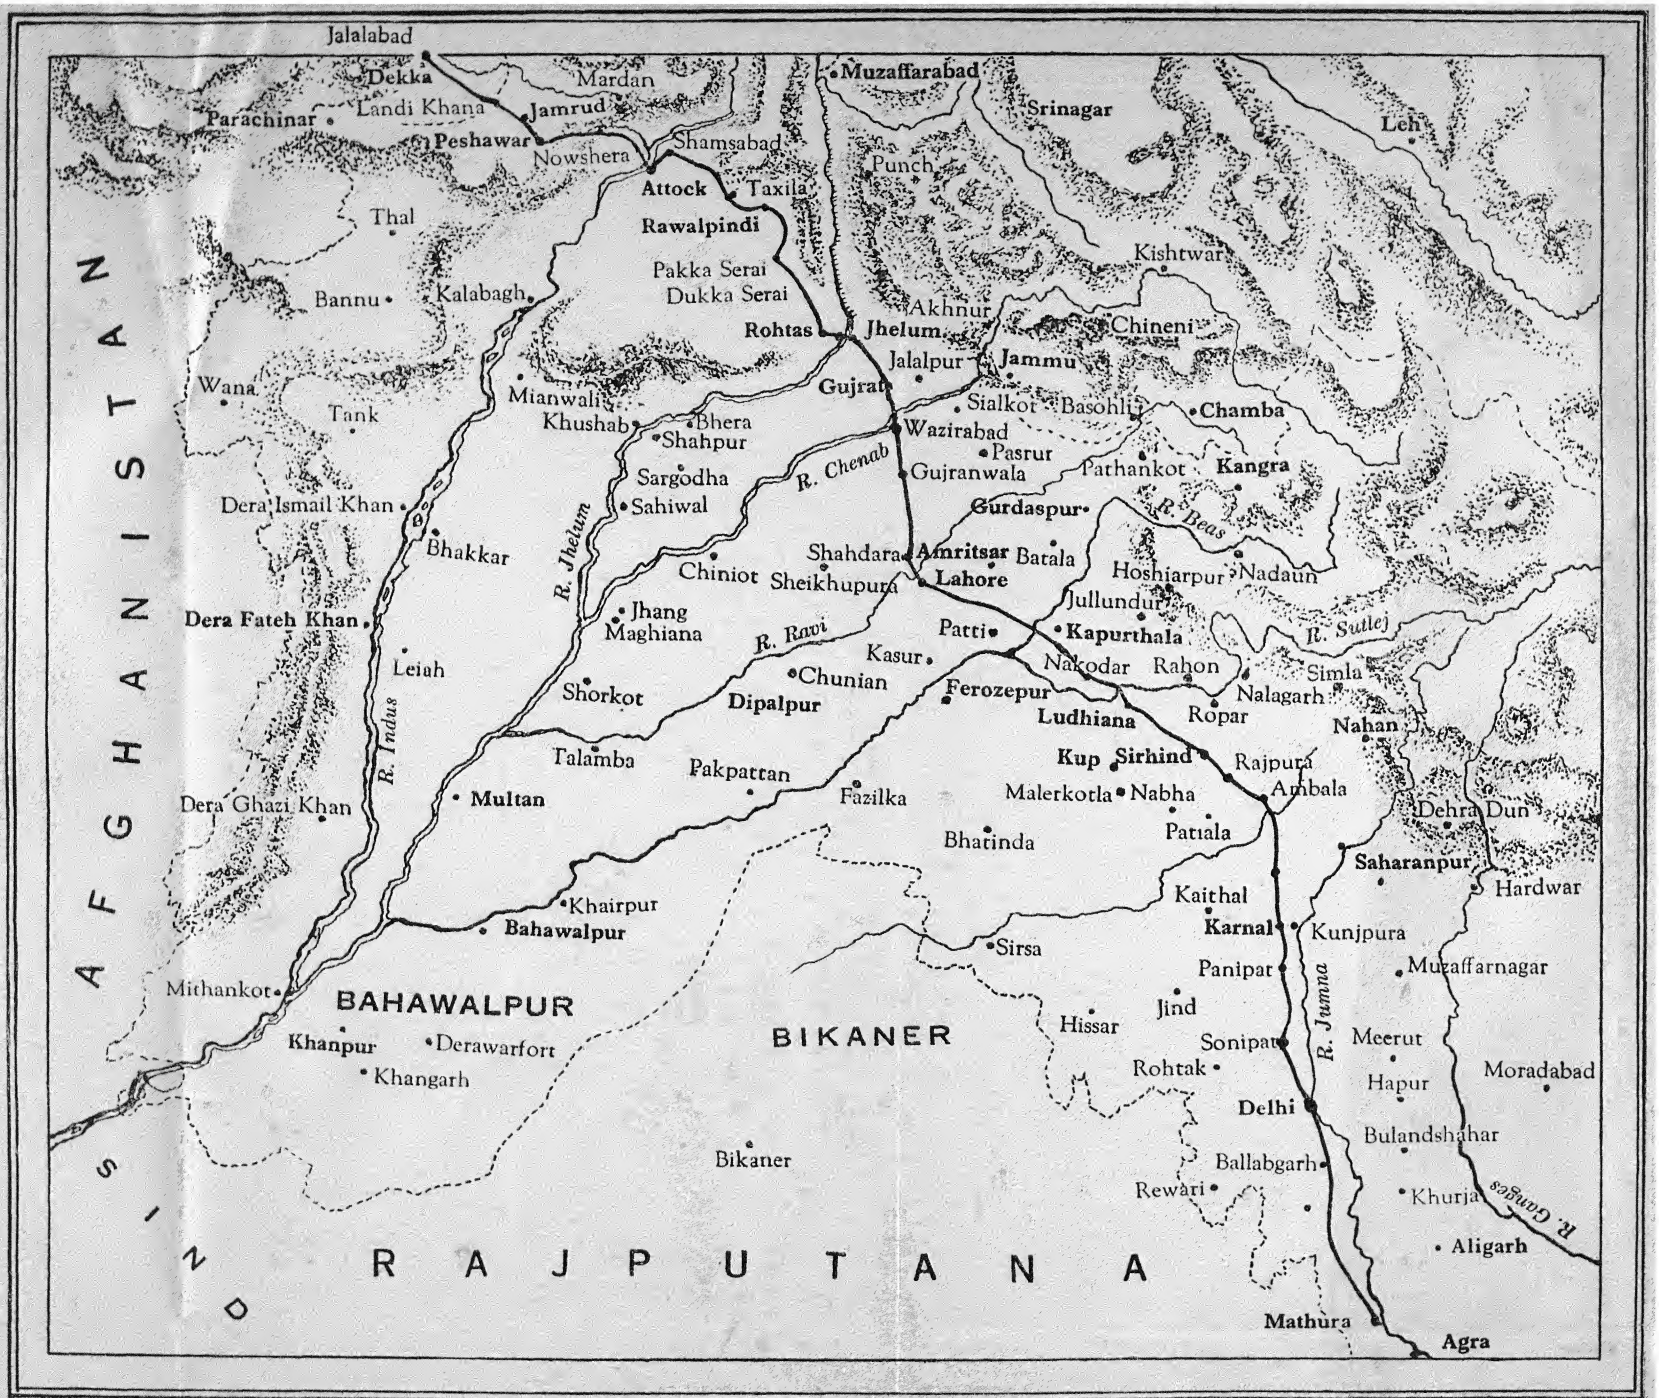 Jalalabad
Dekka
Mardan
Muzaffarabad
Landi Khana
Jamrud
Srinagar
Parachinar
Leh
Peshawar
Nowshera
Shamsabad
Punch
Attock
Taxila
Thal
Rawalpindi
Kishtwar
Pakka Serai
Bannu
Kalabagh
Dukka Serai
Akhnur
Rohtas
Jhelum
Chineni
Jalalpur
Jammu
Wana
Gujrat
Mianwali
Sialkot
Basohli
Chamba
Tank
Khushab
Bhera
Wazirabad
Shahpur
Pasrur
R. Chenab
Pathankot
Kangra
Sargodha
Gujranwala
Dera Ismail Khan
Sahiwal
Gurdaspur
R. Beas
Bhakkar
R. Jhelum
Shahdara
Amritsar
Batala
Chiniot
Sheikhupura
Lahore
Hoshiarpur
Nadaun
Jullundur
Dera Fateh Khan
Jhang
Maghiana
R. Ravi
Patti
Kapurthala
R. Sutlej
Leiah
Kasur
Nakodar
Rahon
Simla
Shorkot
Chunian
Dipalpur
Ferozepur
Nalagarh
Ludhiana
Ropar
Nahan
R. Indus
Talamba
Pakpattan
Kup
Sirhind
Rajpura
Dera Ghazi Khan
Multan
Fazilka
Malerkotla
Nabha
Ambala
Dehra Dun
Bhatinda
Patiala
Saharanpur
Kaithal
Hardwar
Khairpur
Bahawalpur
Karnal
Kunjpura
Sirsa
Panipat
Muzaffarnagar
Mithankot
BAHAWALPUR
Jind
R. Jumna
Khanpur
Derawarfort
BIKANER
Hissar
Sonipat
Meerut
Khangarh
Rohtak
Hapur
Moradabad
Delhi
Bulandshahar
Bikaner
Ballabgarh
Rewari
Khurja
R. Ganges
Aligarh
AFGHANISTAN
SIND
RAJPUTANA
Mathura
Agra